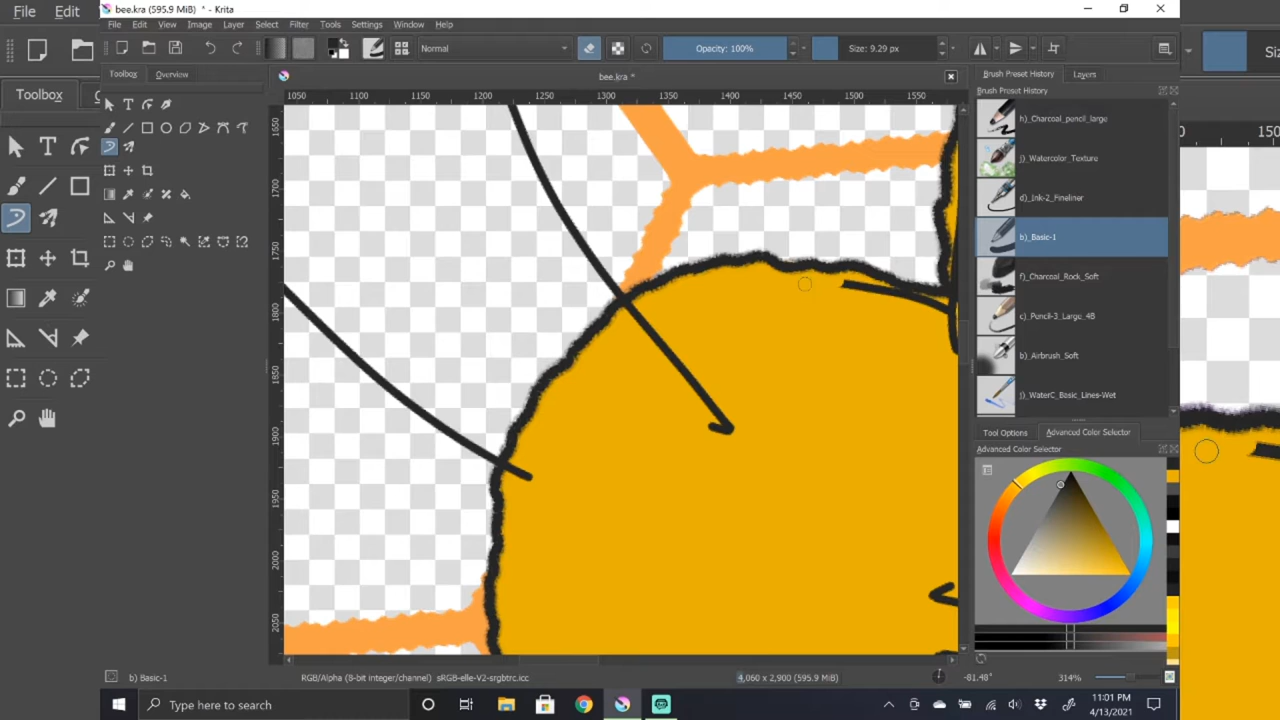 File Edit
bee.kra (595.9 MiB) * - Krita
File Edit View Image Layer Select Filter Tools Settings Window Help
Normal
Opacity: 100%
Size: 9.29 px
Toolbox Overview
bee.kra *
Brush Preset History Layers
Brush Preset History
Toolbox
1050 1100 1150 1200 1250 1300 1350 1400 1450 1500 1550
1650
1700
1750
1800
1850
1900
1950
2000
2050
h)_Charcoal_pencil_large
j)_Watercolor_Texture
d)_Ink-2_Fineliner
b)_Basic-1
f)_Charcoal_Rock_Soft
c)_Pencil-3_Large_4B
b)_Airbrush_Soft
j)_WaterC_Basic_Lines-Wet
Tool Options Advanced Color Selector
Advanced Color Selector
b) Basic-1
RGB/Alpha (8-bit integer/channel) sRGB-elle-V2-srgbtrc.icc
4,060 x 2,900 (595.9 MiB)
-81.48°
314%
Type here to search
11:01 PM
4/13/2021